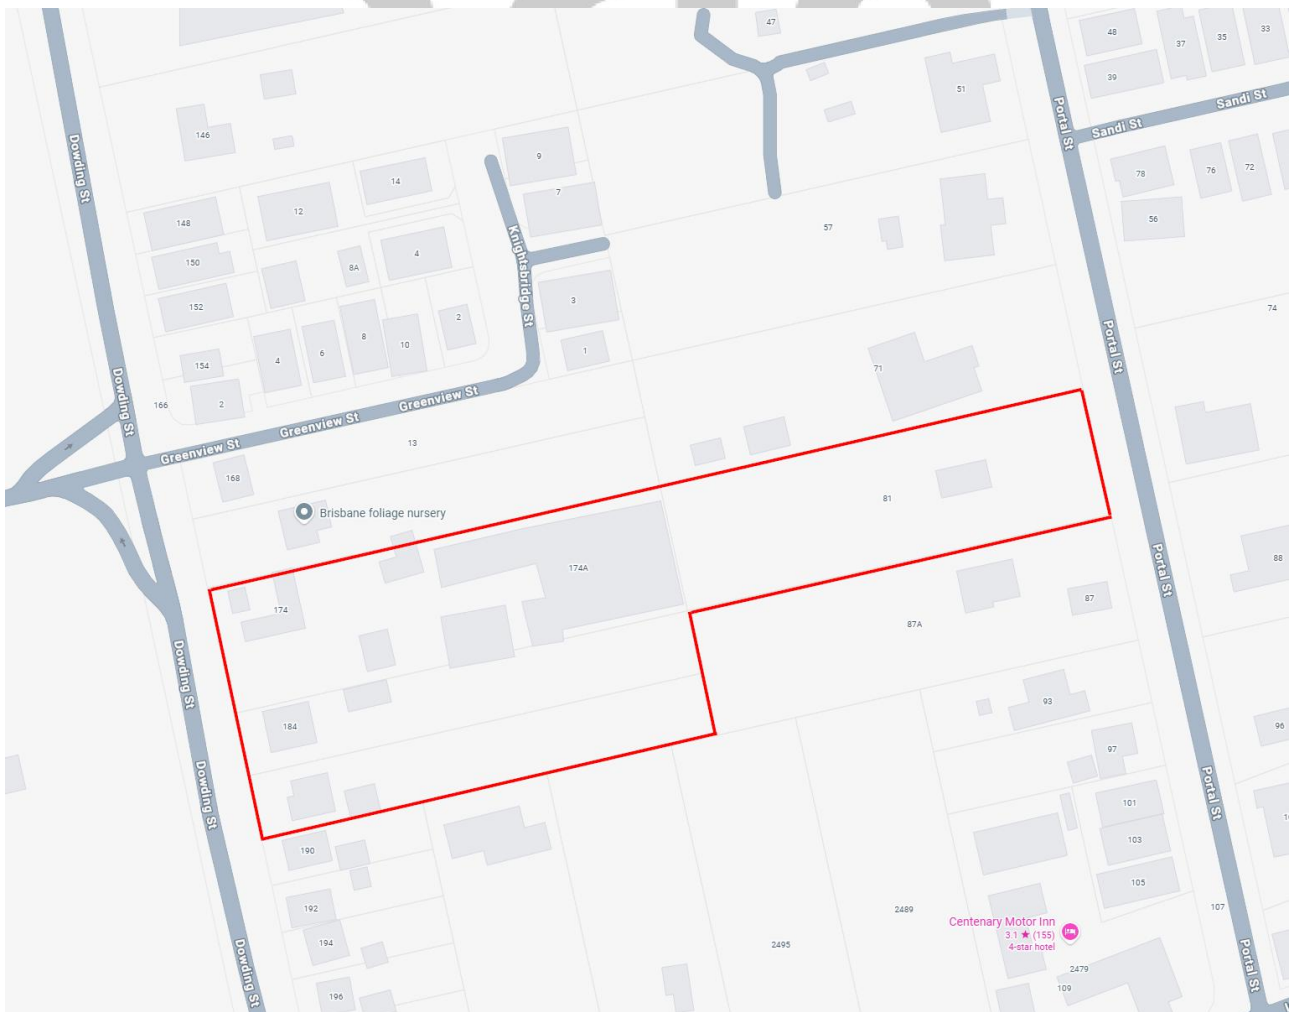 47
48
37
35
33
39
51
Portal St
Sandi St
Sandi St
Dowding St
146
9
14
7
12
148
78
76
72
56
57
Knightsbridge St
4
8A
150
152
3
74
Portal St
2
8
10
6
4
1
154
71
2
166
Dowding St
Greenview St
Greenview St
Greenview St
13
168
81
Brisbane foliage nursery
174A
Portal St
88
174
87
87A
Dowding St
184
93
96
97
Dowding St
101
103
190
105
192
2489
107
Centenary Motor Inn
3.1 ★ (155)
4-star hotel
194
2495
Portal St
2479
109
Dowding St
196